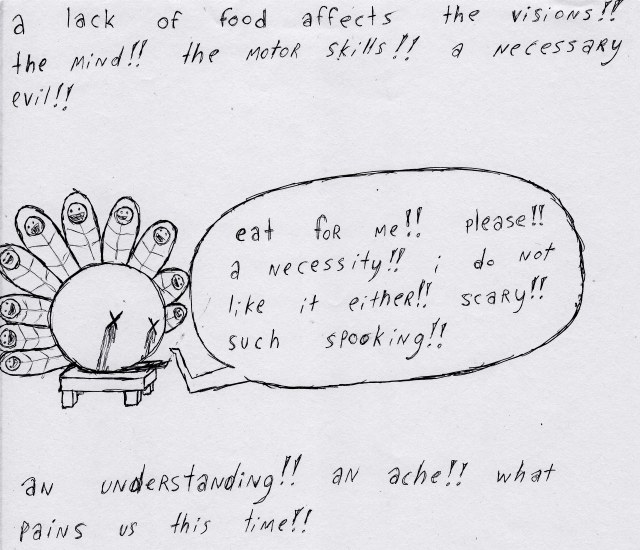 a lack of food affects the visions!!
the mind!! the motor skills!! a necessary
evil!!
eat for me!! please!!
a necessity!! i do not
like it either!! scary!!
such spooking!!
an understanding!! an ache!! what
pains us this time!!